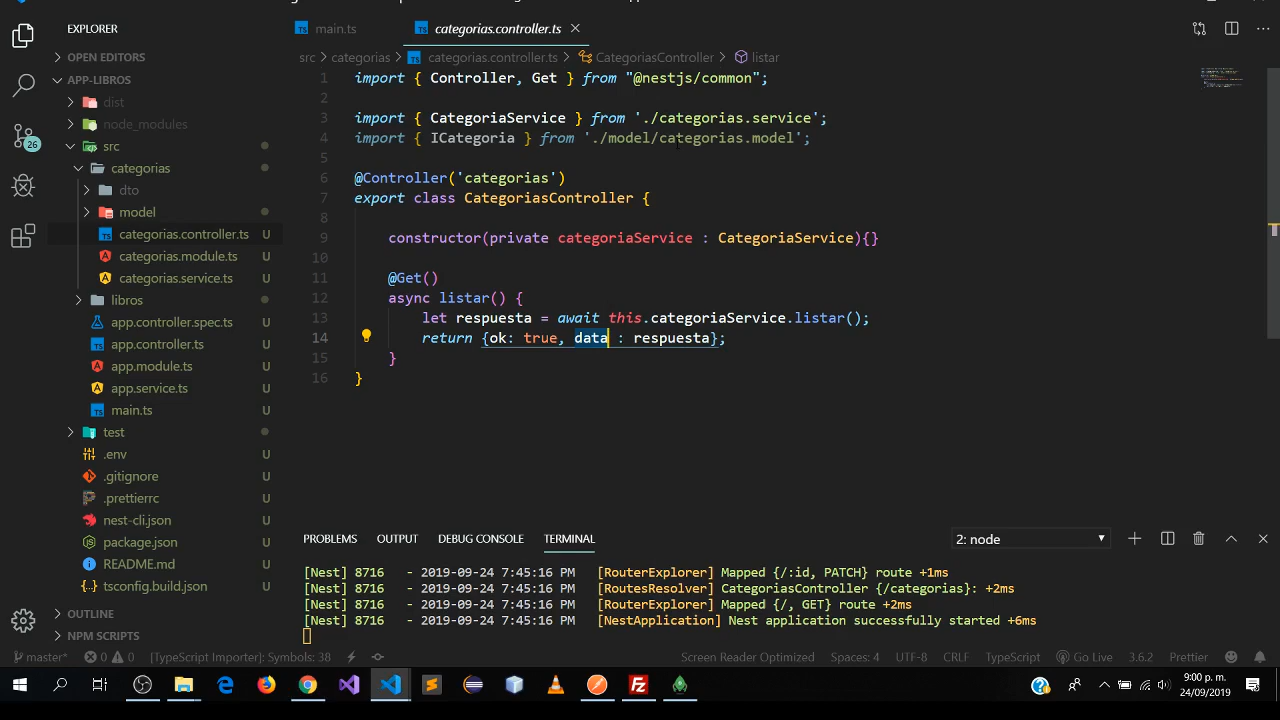 EXPLORER
OPEN EDITORS
APP-LIBROS
dist
node_modules
src
categorias
dto
model
categorias.controller.ts U
categorias.module.ts U
categorias.service.ts U
libros
app.controller.spec.ts U
app.controller.ts U
app.module.ts U
app.service.ts U
main.ts U
test
.env U
.gitignore U
.prettierrc U
nest-cli.json U
package.json U
README.md U
tsconfig.build.json U
OUTLINE
NPM SCRIPTS
26
main.ts categorias.controller.ts
src > categorias > categorias.controller.ts > CategoriasController > listar
1 import { Controller, Get } from "@nestjs/common";
2
3 import { CategoriaService } from './categorias.service';
4 import { ICategoria } from './model/categorias.model';
5
6 @Controller('categorias')
7 export class CategoriasController {
8
9 constructor(private categoriaService : CategoriaService){}
10
11 @Get()
12 async listar() {
13 let respuesta = await this.categoriaService.listar();
14 return {ok: true, data : respuesta};
15 }
16 }
PROBLEMS OUTPUT DEBUG CONSOLE TERMINAL 2: node
[Nest] 8716 - 2019-09-24 7:45:16 PM [RouterExplorer] Mapped {/:id, PATCH} route +1ms
[Nest] 8716 - 2019-09-24 7:45:16 PM [RoutesResolver] CategoriasController {/categorias}: +2ms
[Nest] 8716 - 2019-09-24 7:45:16 PM [RouterExplorer] Mapped {/, GET} route +2ms
[Nest] 8716 - 2019-09-24 7:45:16 PM [NestApplication] Nest application successfully started +6ms
master* 0 0 [TypeScript Importer]: Symbols: 38 Screen Reader Optimized Spaces: 4 UTF-8 CRLF TypeScript Go Live 3.6.2 Prettier
9:00 p. m.
24/09/2019